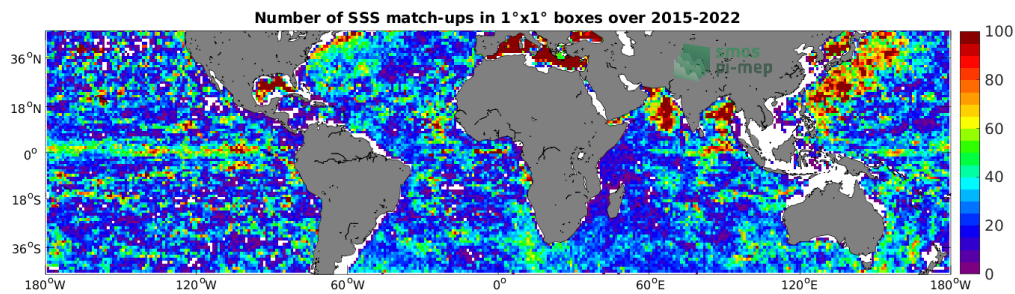 Number of SSS match-ups in 1°x1° boxes over 2015-2022
smos
pi-mep
100
80
60
40
20
0
36°N
18°N
0°
18°S
36°S
180°W
120°W
60°W
0°
60°E
120°E
180°W